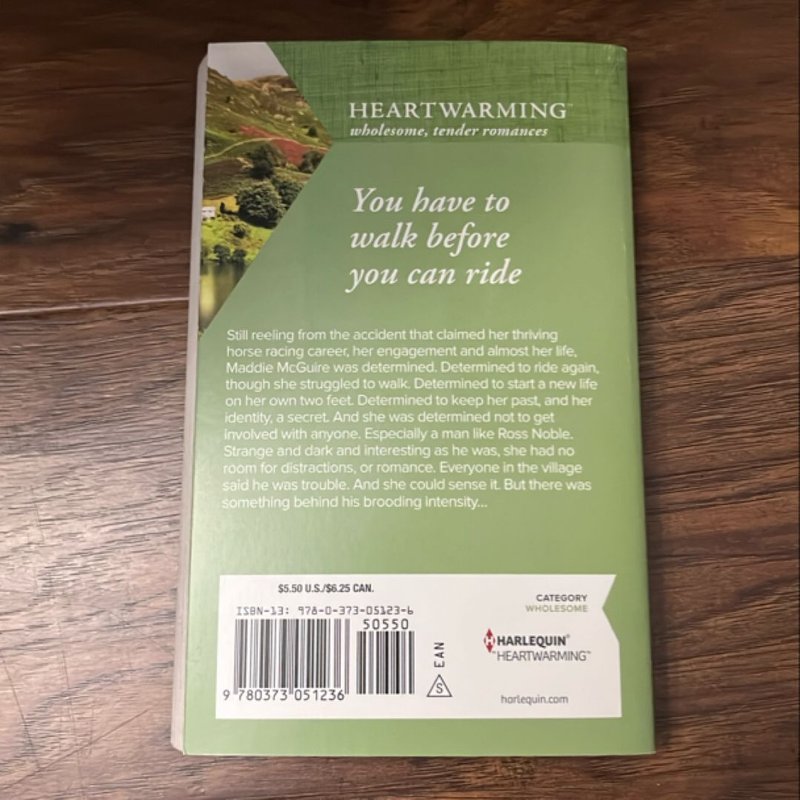 HEARTWARMING™
wholesome, tender romances
You have to
walk before
you can ride
Still reeling from the accident that claimed her thriving
horse racing career, her engagement and almost her life,
Maddie McGuire was determined. Determined to ride again,
though she struggled to walk. Determined to start a new life
on her own two feet. Determined to keep her past, and her
identity, a secret. And she was determined not to get
involved with anyone. Especially a man like Ross Noble.
Strange and dark and interesting as he was, she had no
room for distractions, or romance. Everyone in the village
said he was trouble. And she could sense it. But there was
something behind his brooding intensity...
$5.50 U.S./$6.25 CAN.
ISBN-13: 978-0-373-05123-6
50550
9 780373 051236
EAN
S
CATEGORY
WHOLESOME
HARLEQUIN®
™HEARTWARMING™
harlequin.com